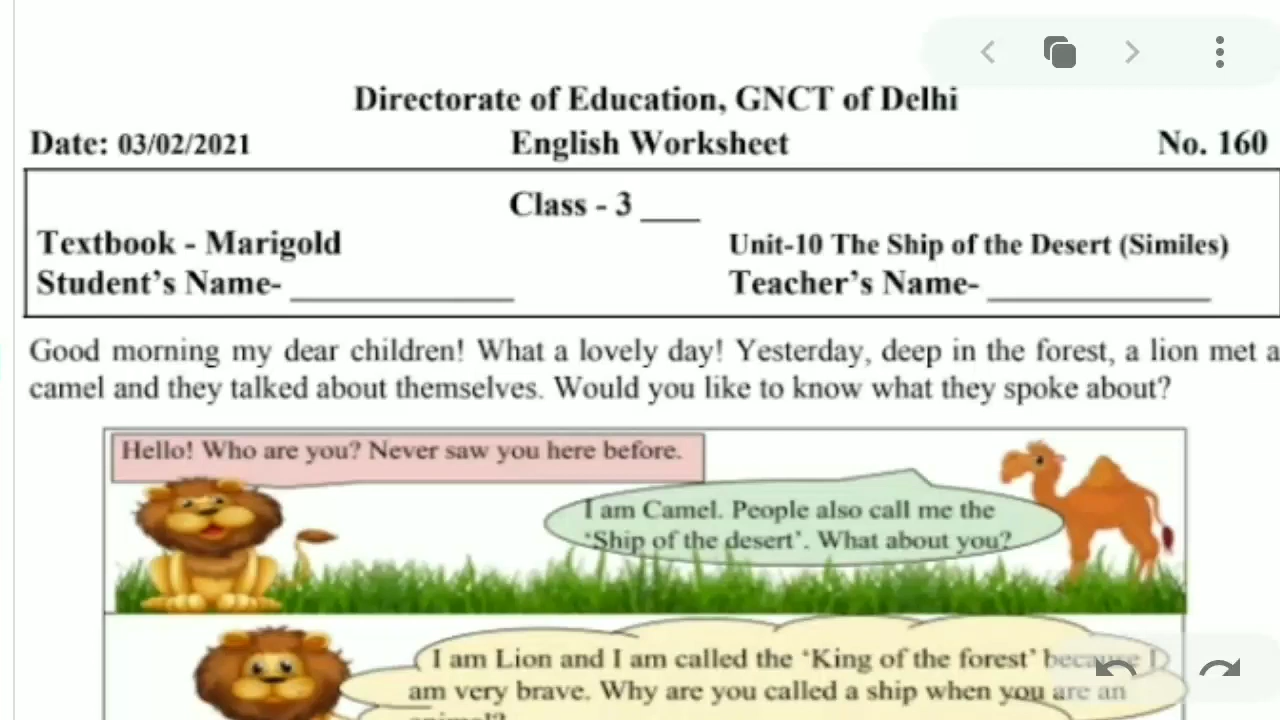 Directorate of Education, GNCT of Delhi
Date: 03/02/2021 English Worksheet No. 160
Class - 3 ____
Textbook - Marigold Unit-10 The Ship of the Desert (Similes)
Student’s Name- ______________ Teacher’s Name- ______________
Good morning my dear children! What a lovely day! Yesterday, deep in the forest, a lion met a
camel and they talked about themselves. Would you like to know what they spoke about?
Hello! Who are you? Never saw you here before.
I am Camel. People also call me the
‘Ship of the desert’. What about you?
I am Lion and I am called the ‘King of the forest’ because I
am very brave. Why are you called a ship when you are an
animal?